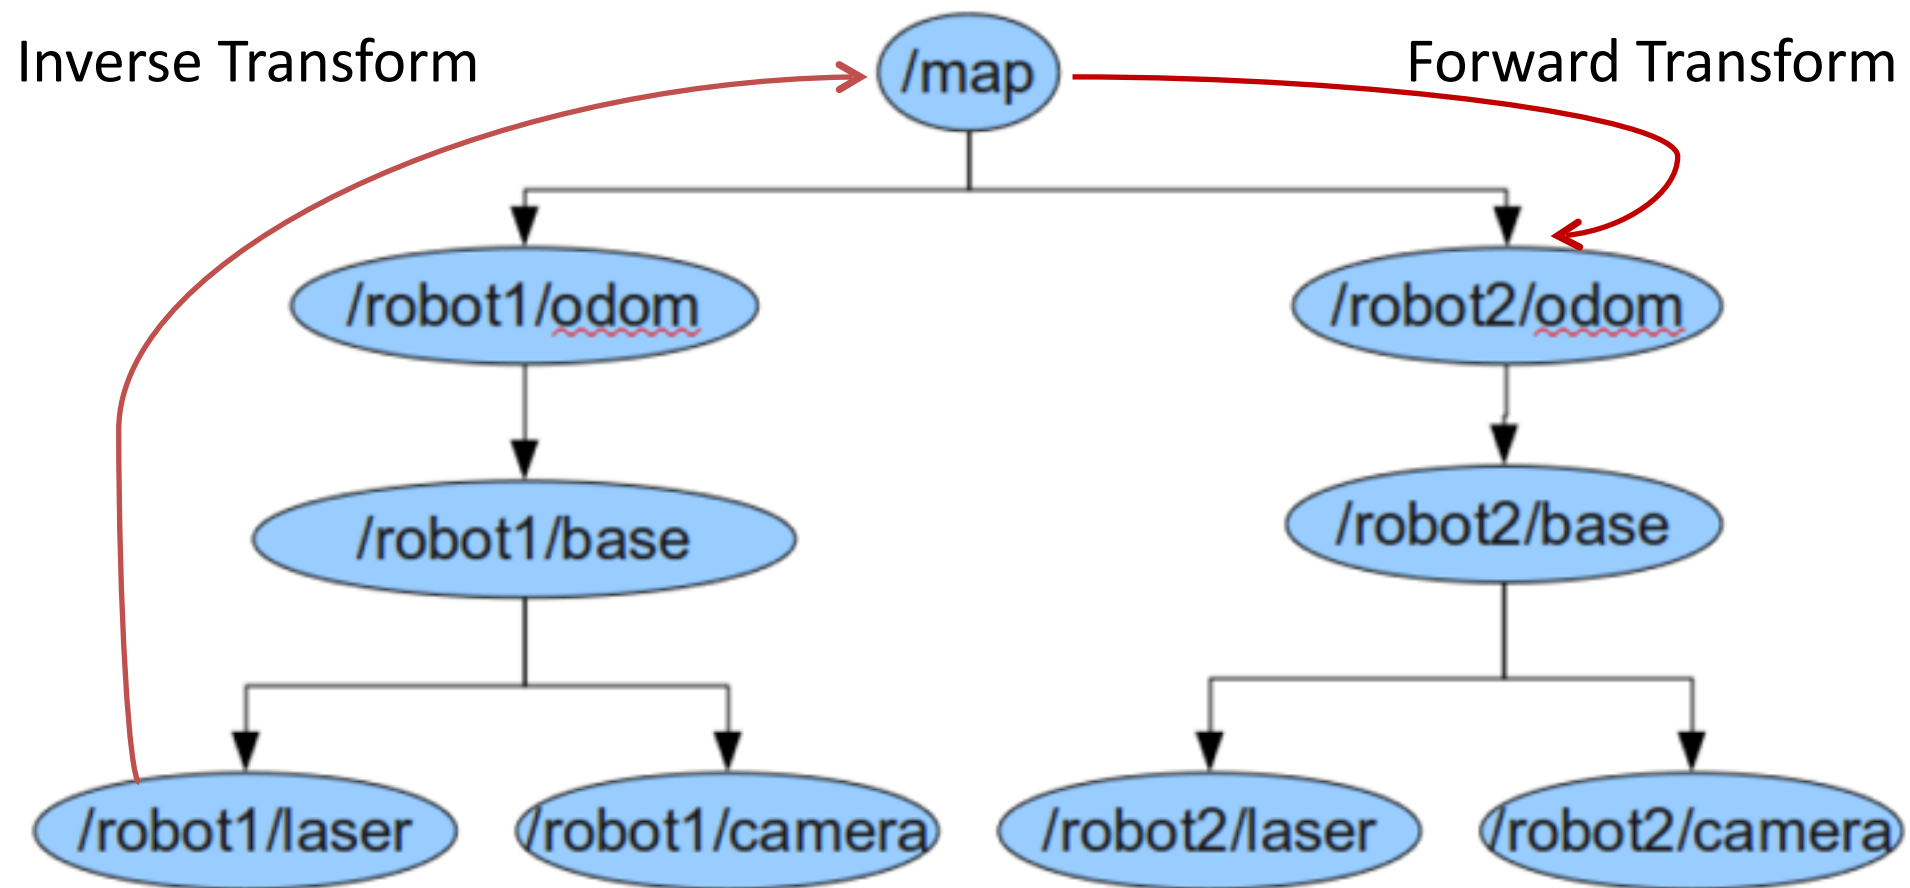 Inverse Transform
/map
Forward Transform
/robot1/odom
/robot2/odom
/robot1/base
/robot2/base
/robot1/laser
/robot1/camera
/robot2/laser
/robot2/camera